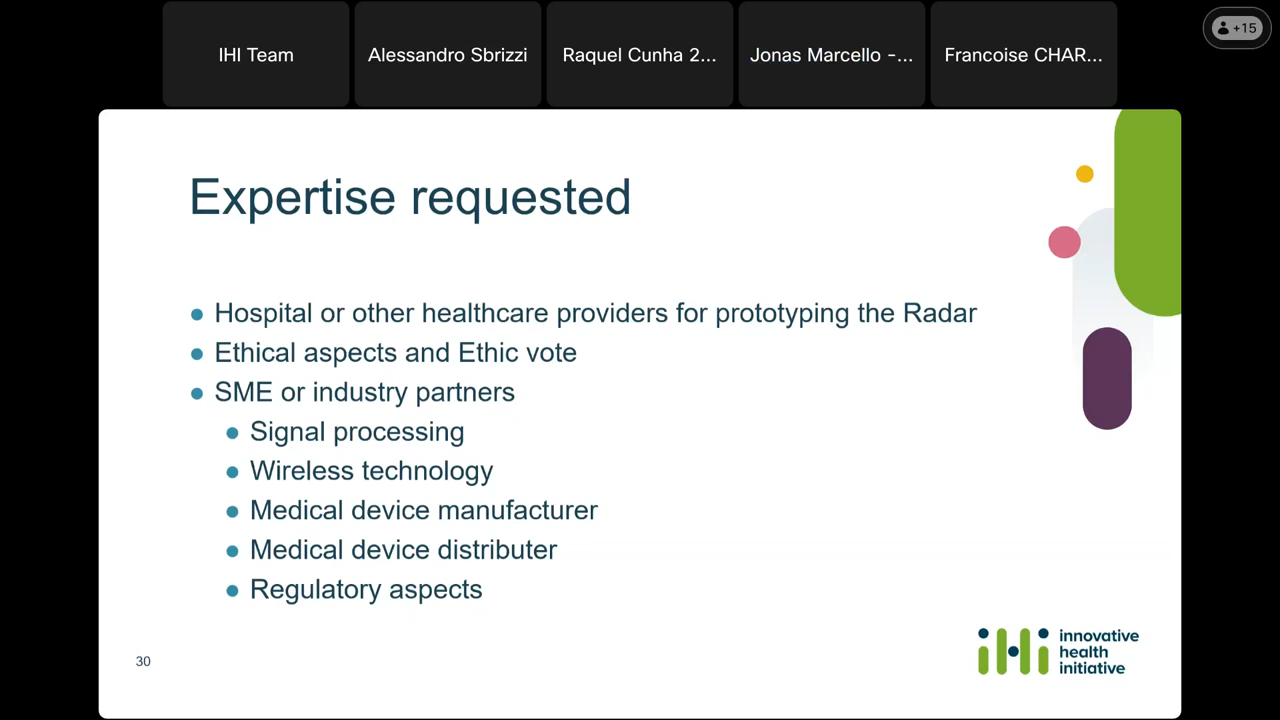 IHI Team
Alessandro Sbrizzi
Raquel Cunha 2...
Jonas Marcello -...
Francoise CHAR...
+15
Expertise requested
Hospital or other healthcare providers for prototyping the Radar
Ethical aspects and Ethic vote
SME or industry partners
Signal processing
Wireless technology
Medical device manufacturer
Medical device distributer
Regulatory aspects
30
ihi
innovative
health
initiative